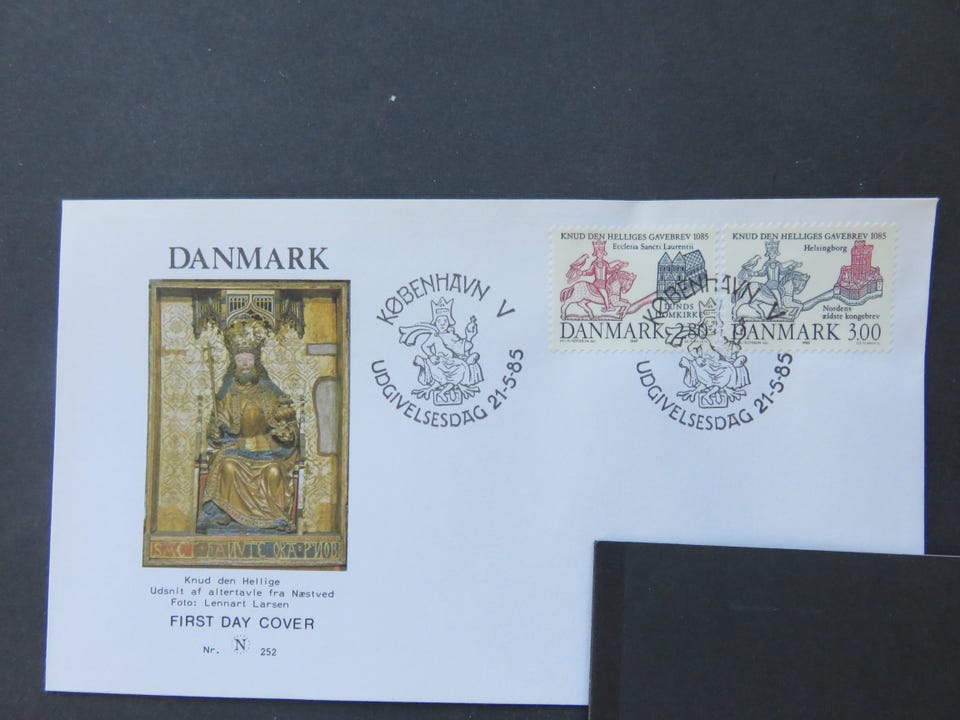 DANMARK
SACT KANVTE ORA P NOB
Knud den Hellige
Udsnit af altertavle fra Næstved
Foto: Lennart Larsen
FIRST DAY COVER
Nr. N 252
KØBENHAVN V
UDGIVELSESDAG 21-5-85
KNUD DEN HELLIGES GAVEBREV 1085
Ecclesia Sancti Laurentii
LUNDS
DOMKIRKE
DANMARK 2.80
KNUD DEN HELLIGES GAVEBREV 1085
Helsingborg
Nordens
ældste kongebrev
DANMARK 3.00
KØBENHAVN V
UDGIVELSESDAG 21-5-85